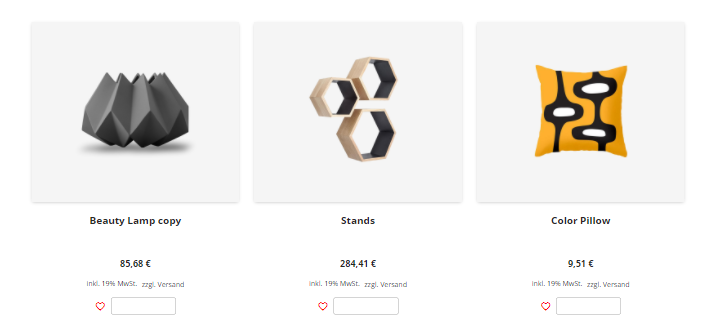 Beauty Lamp copy
Stands
Color Pillow
85,68 €
284,41 €
9,51 €
inkl. 19% MwSt. zzgl. Versand
inkl. 19% MwSt. zzgl. Versand
inkl. 19% MwSt. zzgl. Versand